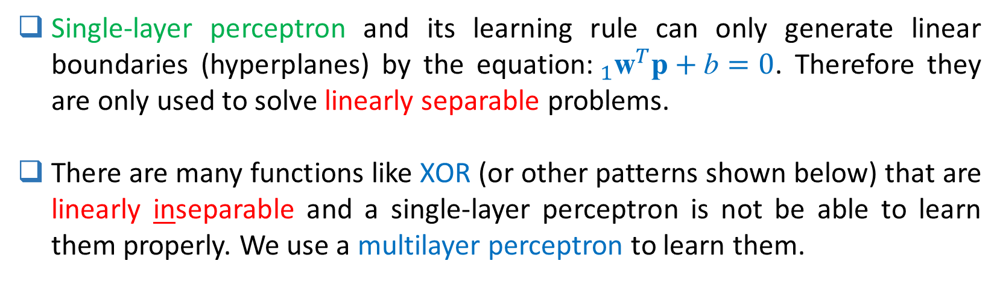 ❑ Single-layer perceptron and its learning rule can only generate linear
boundaries (hyperplanes) by the equation: ₁𝐰ᵀ𝐩 + b = 0. Therefore they
are only used to solve linearly separable problems.
❑ There are many functions like XOR (or other patterns shown below) that are
linearly inseparable and a single-layer perceptron is not be able to learn
them properly. We use a multilayer perceptron to learn them.